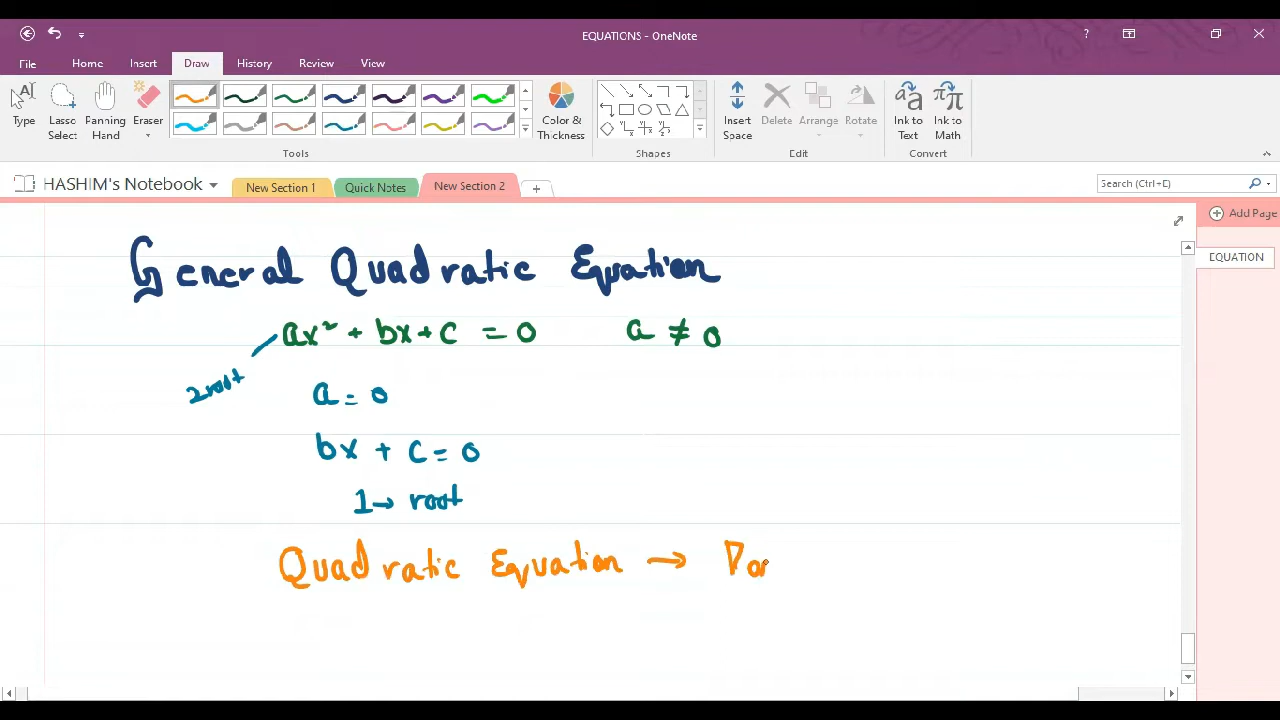 EQUATIONS - OneNote
?
File Home Insert Draw History Review View
Type
Lasso Select
Panning Hand
Eraser
Color & Thickness
Insert Space
Delete
Arrange
Rotate
Ink to Text
Ink to Math
Tools Shapes Edit Convert
HASHIM's Notebook New Section 1 Quick Notes New Section 2 +
Search (Ctrl+E)
Add Page
EQUATION
General Quadratic Equation
ax² + bx + c = 0 a ≠ 0
2 root
a = 0
bx + c = 0
1 → root
Quadratic Equation →